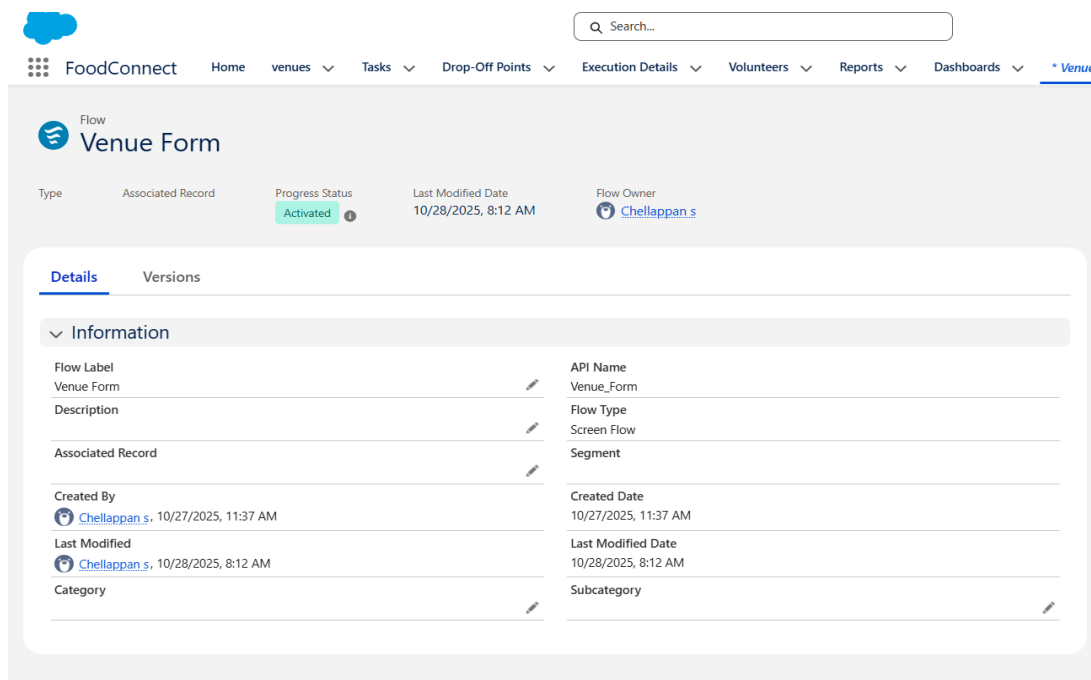 Search...
FoodConnect Home venues Tasks Drop-Off Points Execution Details Volunteers Reports Dashboards * Venue
Flow
Venue Form
Type Associated Record Progress Status Last Modified Date Flow Owner
Activated 10/28/2025, 8:12 AM Chellappan s
Details Versions
Information
Flow Label API Name
Venue Form Venue_Form
Description Flow Type
Screen Flow
Associated Record Segment
Created By Created Date
Chellappan s, 10/27/2025, 11:37 AM 10/27/2025, 11:37 AM
Last Modified Last Modified Date
Chellappan s, 10/28/2025, 8:12 AM 10/28/2025, 8:12 AM
Category Subcategory